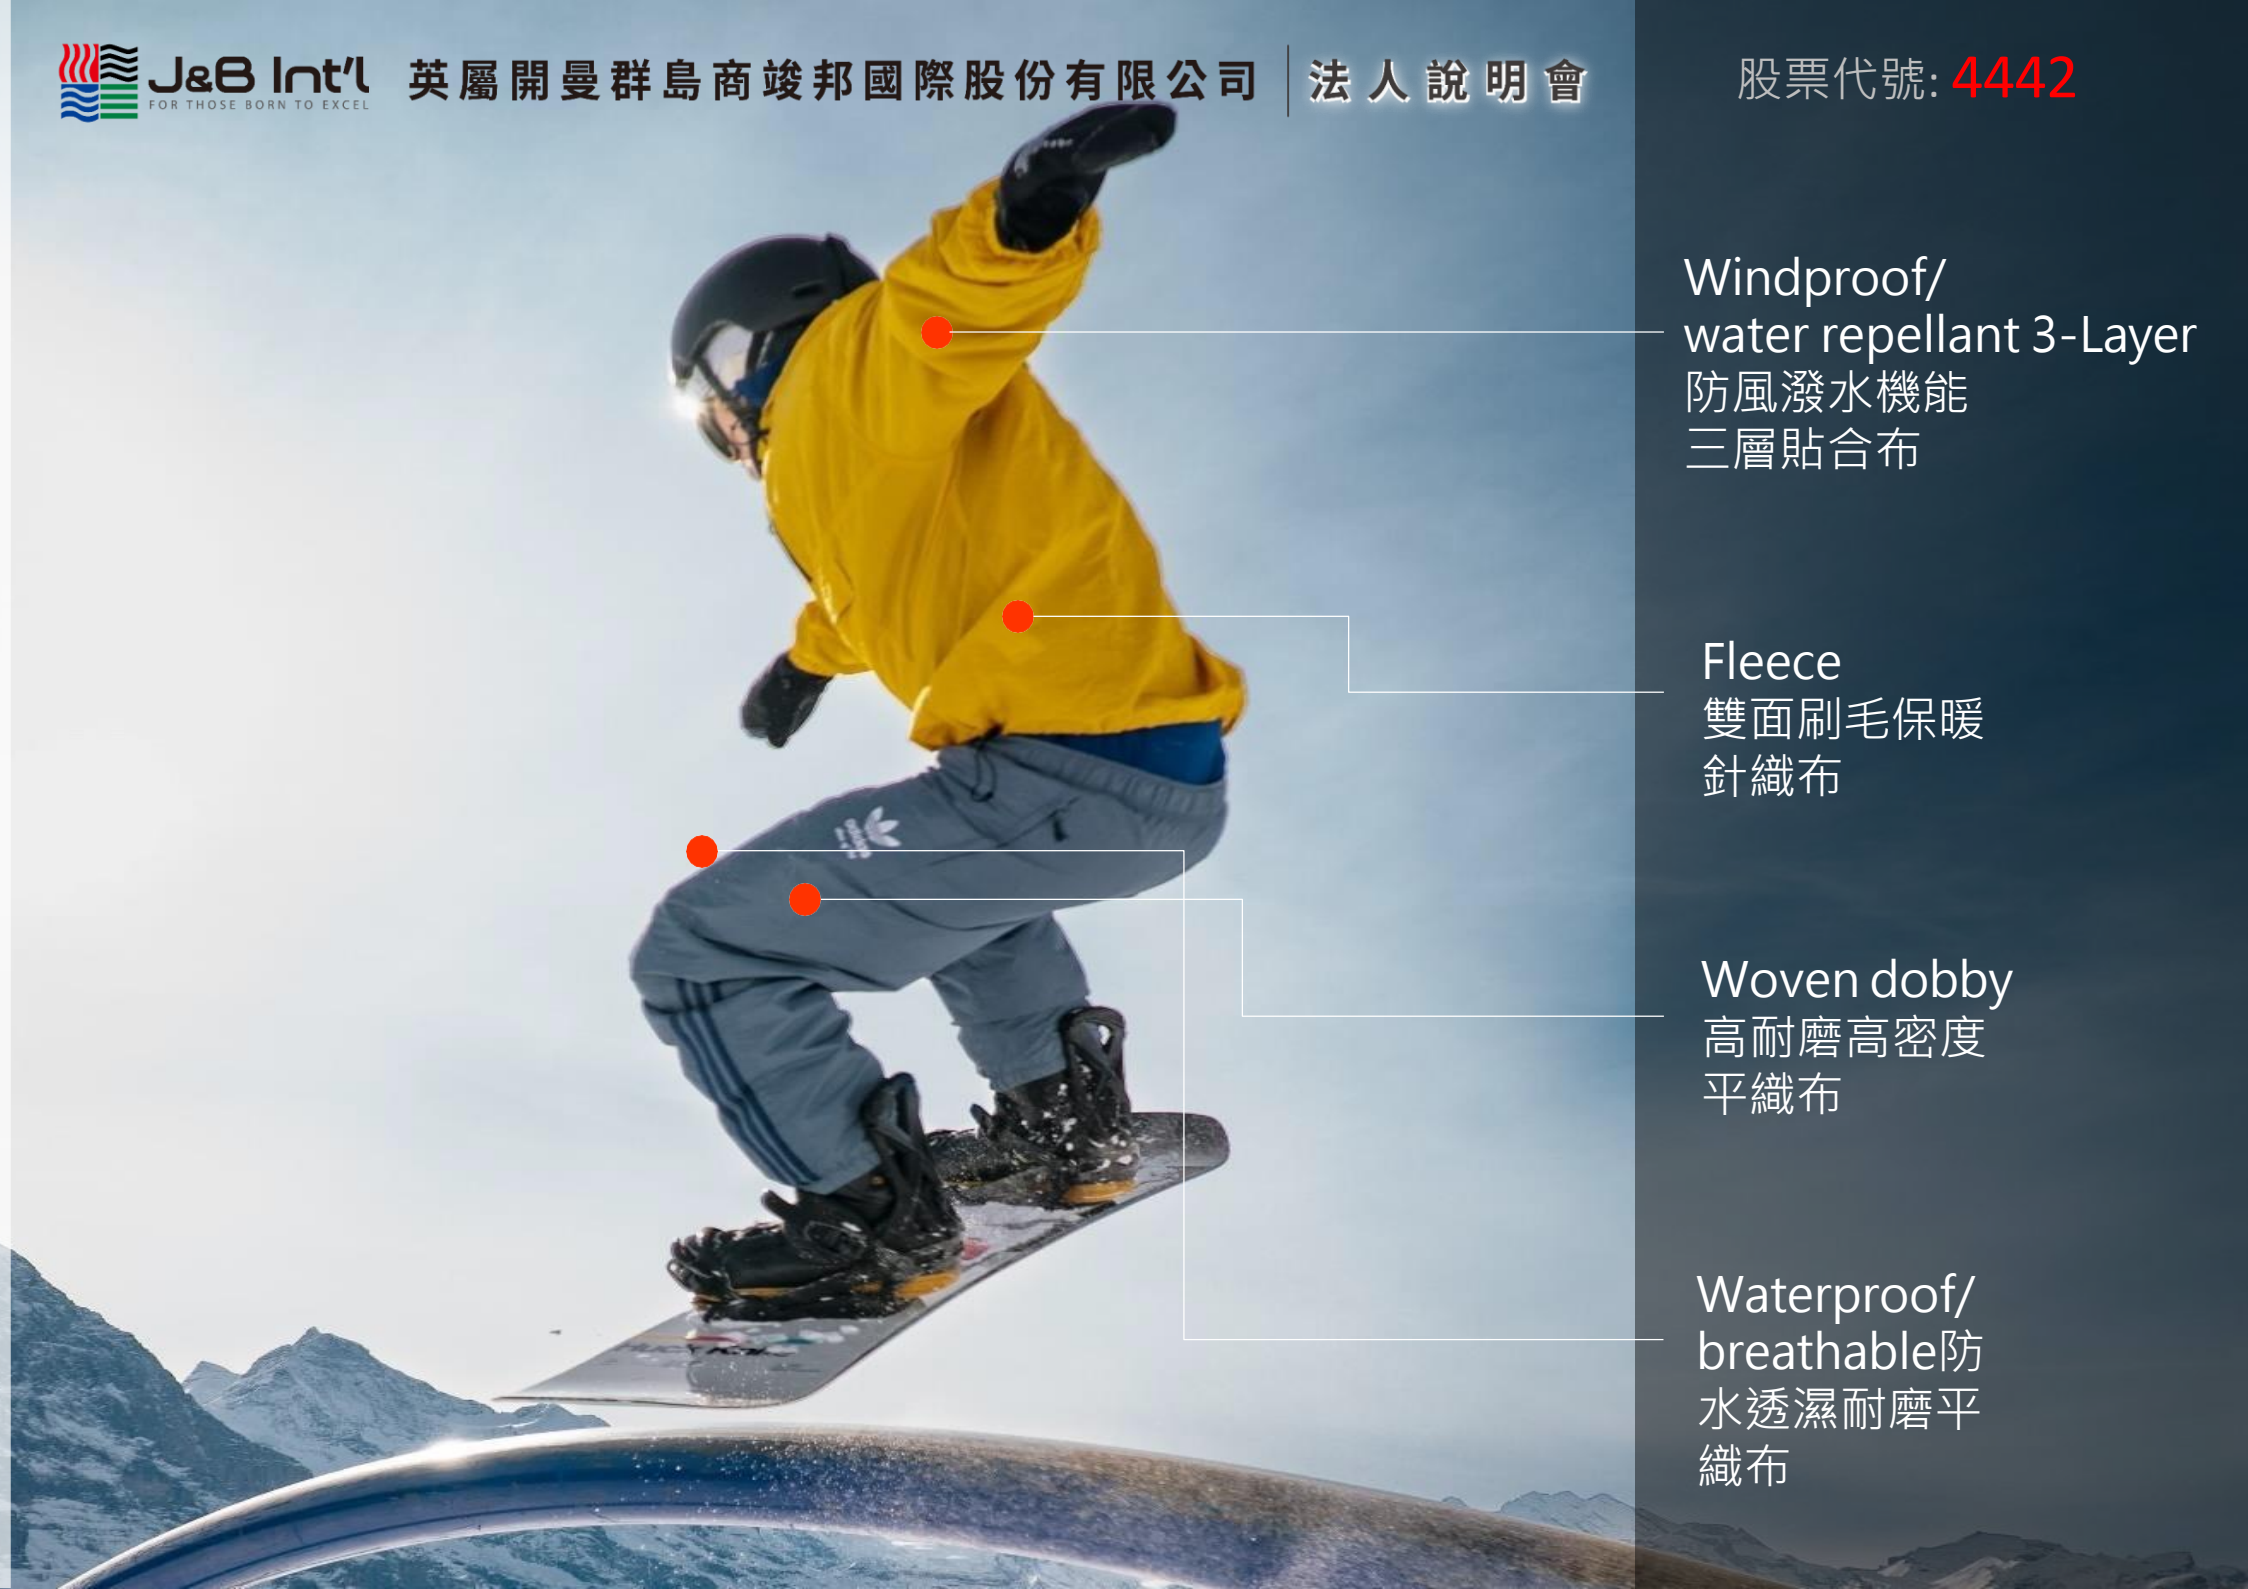 J&B Int'l
FOR THOSE BORN TO EXCEL
英屬開曼群島商竣邦國際股份有限公司
法人說明會
股票代號: 4442
Windproof/
water repellant 3-Layer
防風潑水機能
三層貼合布
Fleece
雙面刷毛保暖
針織布
adidas
Woven dobby
高耐磨高密度
平織布
Waterproof/
breathable防
水透濕耐磨平
織布